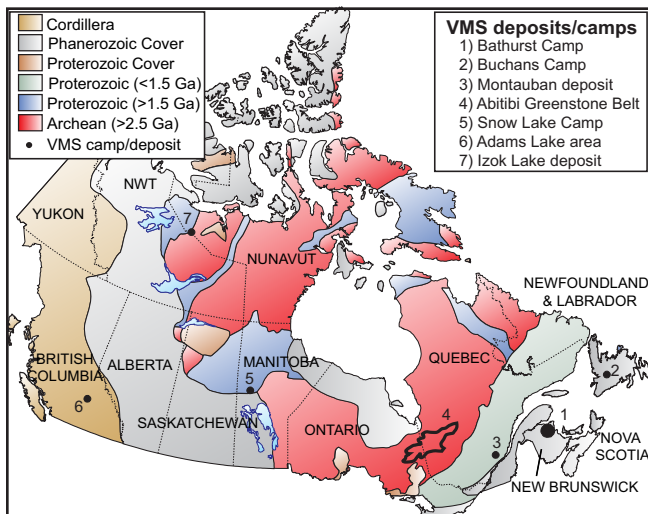 Cordillera
Phanerozoic Cover
Proterozoic Cover
Proterozoic (<1.5 Ga)
Proterozoic (>1.5 Ga)
Archean (>2.5 Ga)
VMS camp/deposit
VMS deposits/camps
1) Bathurst Camp
2) Buchans Camp
3) Montauban deposit
4) Abitibi Greenstone Belt
5) Snow Lake Camp
6) Adams Lake area
7) Izok Lake deposit
NWT
YUKON
7
NUNAVUT
NEWFOUNDLAND
& LABRADOR
BRITISH
COLUMBIA
ALBERTA
MANITOBA
QUEBEC
5
2
6
SASKATCHEWAN
ONTARIO
4
1
3
NOVA
SCOTIA
NEW BRUNSWICK